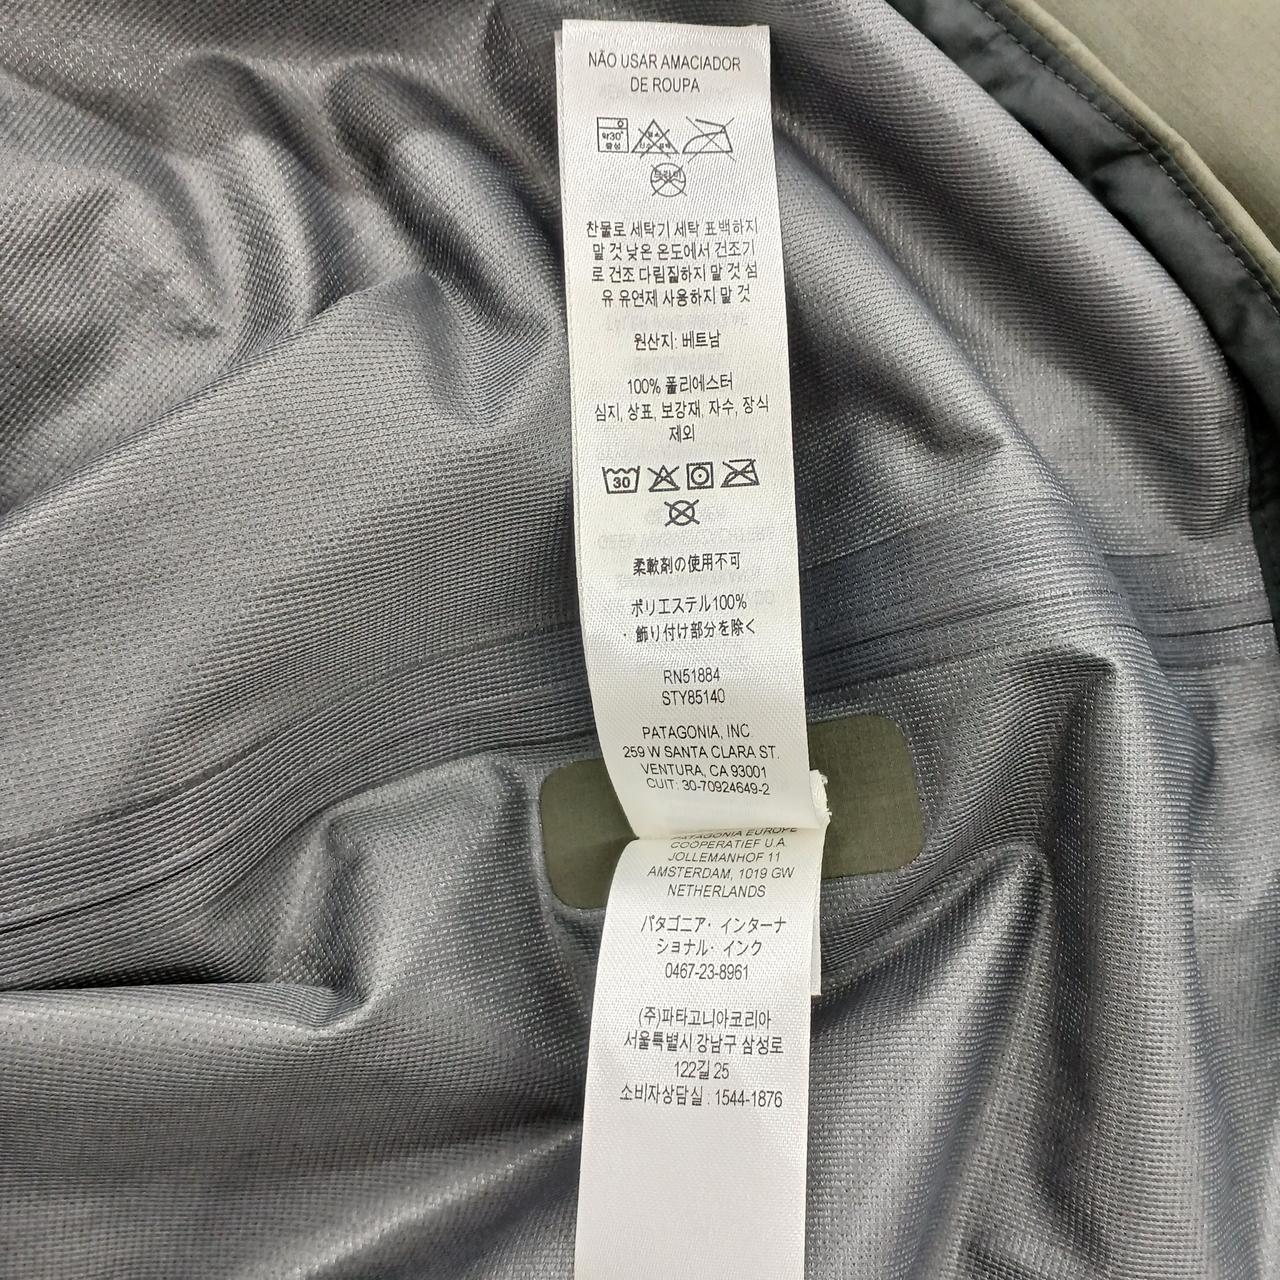 NÃO USAR AMACIADOR
DE ROUPA
약30°
중성
찬물로 세탁기 세탁 표백하지
말 것 낮은 온도에서 건조기
로 건조 다림질하지 말 것 섬
유 유연제 사용하지 말 것
원산지: 베트남
100% 폴리에스터
심지, 상표, 보강재, 자수, 장식
제외
30
柔軟剤の使用不可
ポリエステル100%
・飾り付け部分を除く
RN51884
STY85140
PATAGONIA, INC.
259 W SANTA CLARA ST.
VENTURA, CA 93001
CUIT: 30-70924649-2
PATAGONIA EUROPE
COOPERATIEF U.A.
JOLLEMANHOF 11
AMSTERDAM, 1019 GW
NETHERLANDS
パタゴニア・インターナ
ショナル・インク
0467-23-8961
(주)파타고니아코리아
서울특별시 강남구 삼성로
122길 25
소비자상담실 : 1544-1876